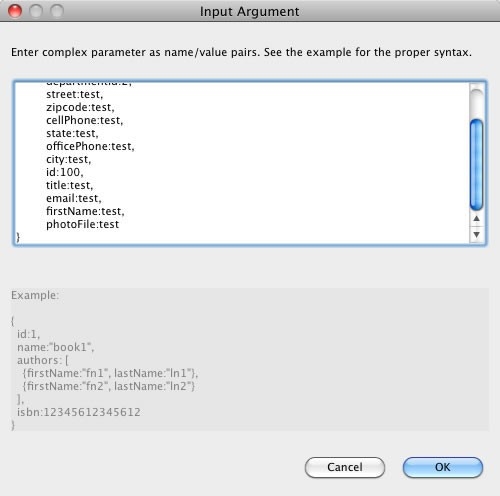 Input Argument
Enter complex parameter as name/value pairs. See the example for the proper syntax.
departmentid:2,
street:test,
zipcode:test,
cellPhone:test,
state:test,
officePhone:test,
city:test,
id:100,
title:test,
email:test,
firstName:test,
photoFile:test
}
Example:
{
id:1,
name:"book1",
authors: [
{firstName:"fn1", lastName:"ln1"},
{firstName:"fn2", lastName:"ln2"}
],
isbn:12345612345612
}
Cancel
OK